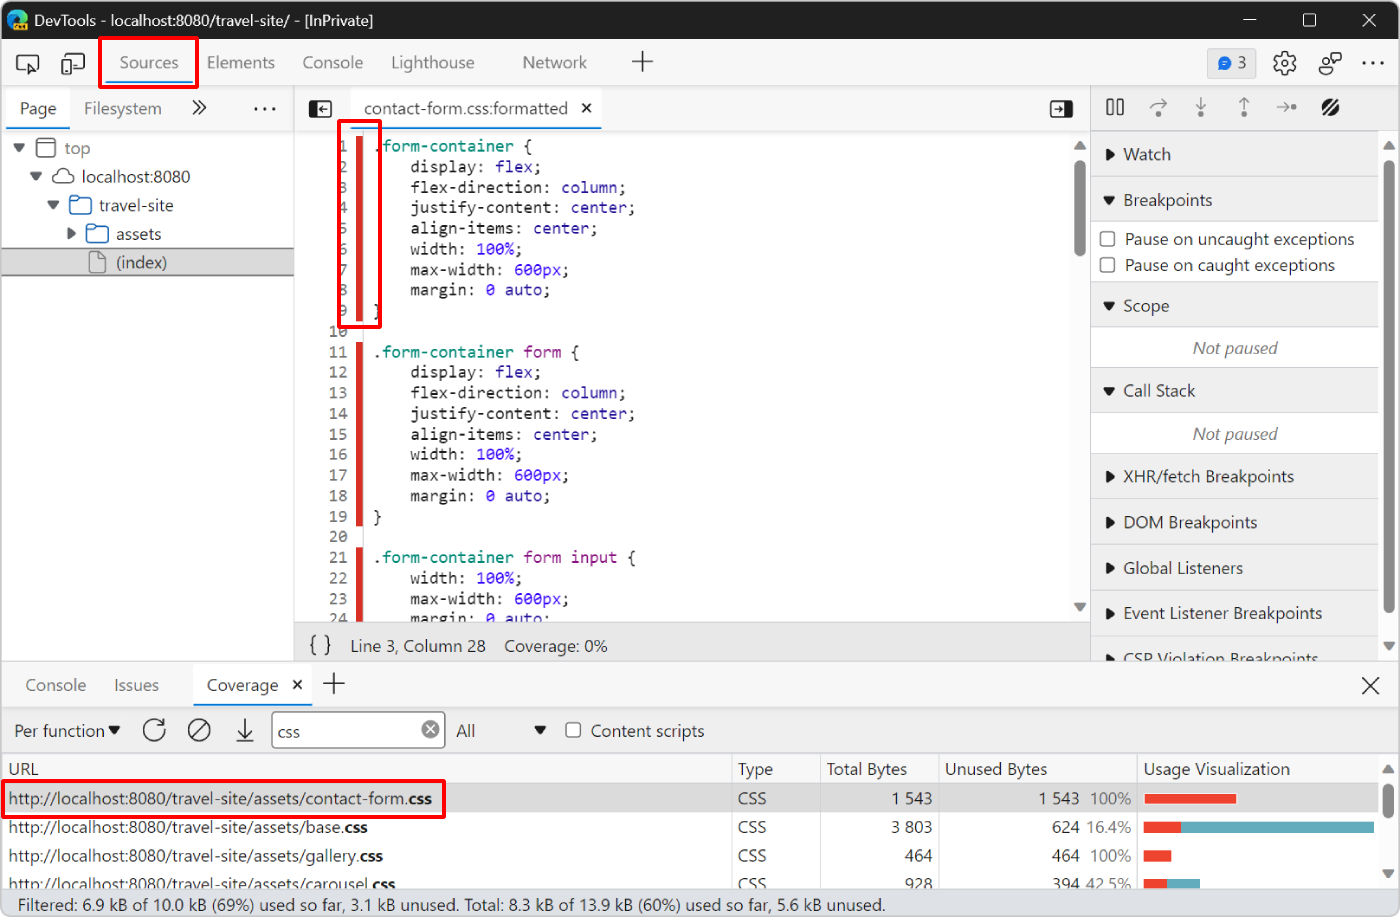 DevTools - localhost:8080/travel-site/ - [InPrivate]
Sources Elements Console Lighthouse Network 3
Page Filesystem
contact-form.css:formatted
top
localhost:8080
travel-site
assets
(index)
1 .form-container {
2 display: flex;
3 flex-direction: column;
4 justify-content: center;
5 align-items: center;
6 width: 100%;
7 max-width: 600px;
8 margin: 0 auto;
9 }
10
11 .form-container form {
12 display: flex;
13 flex-direction: column;
14 justify-content: center;
15 align-items: center;
16 width: 100%;
17 max-width: 600px;
18 margin: 0 auto;
19 }
20
21 .form-container form input {
22 width: 100%;
23 max-width: 600px;
24 margin: 0 auto;
{ } Line 3, Column 28 Coverage: 0%
Watch
Breakpoints
Pause on uncaught exceptions
Pause on caught exceptions
Scope
Not paused
Call Stack
Not paused
XHR/fetch Breakpoints
DOM Breakpoints
Global Listeners
Event Listener Breakpoints
CSP Violation Breakpoints
Console Issues Coverage
Per function css All Content scripts
URL Type Total Bytes Unused Bytes Usage Visualization
http://localhost:8080/travel-site/assets/contact-form.css CSS 1 543 1 543 100%
http://localhost:8080/travel-site/assets/base.css CSS 3 803 624 16.4%
http://localhost:8080/travel-site/assets/gallery.css CSS 464 464 100%
http://localhost:8080/travel-site/assets/carousel.css CSS 928 394 42.5%
Filtered: 6.9 kB of 10.0 kB (69%) used so far, 3.1 kB unused. Total: 8.3 kB of 13.9 kB (60%) used so far, 5.6 kB unused.